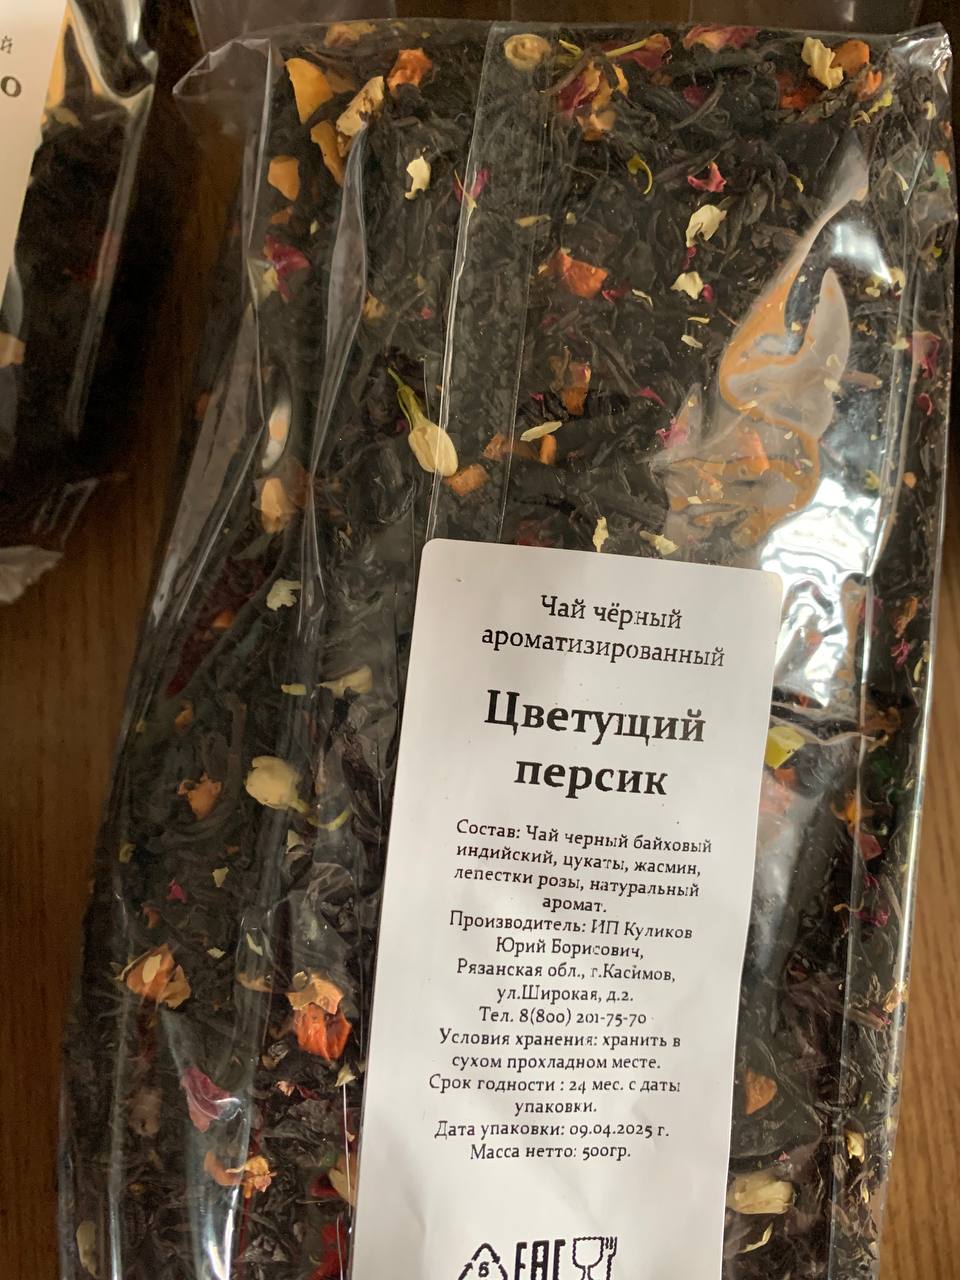 й
о
Чай чёрный
ароматизированный
Цветущий
персик
Состав: Чай черный байховый
индийский, цукаты, жасмин,
лепестки розы, натуральный
аромат.
Производитель: ИП Куликов
Юрий Борисович,
Рязанская обл., г.Касимов,
ул.Широкая, д.2.
Тел. 8(800) 201-75-70
Условия хранения: хранить в
сухом прохладном месте.
Срок годности : 24 мес. с даты
упаковки.
Дата упаковки: 09.04.2025 г.
Масса нетто: 500гр.
EAC